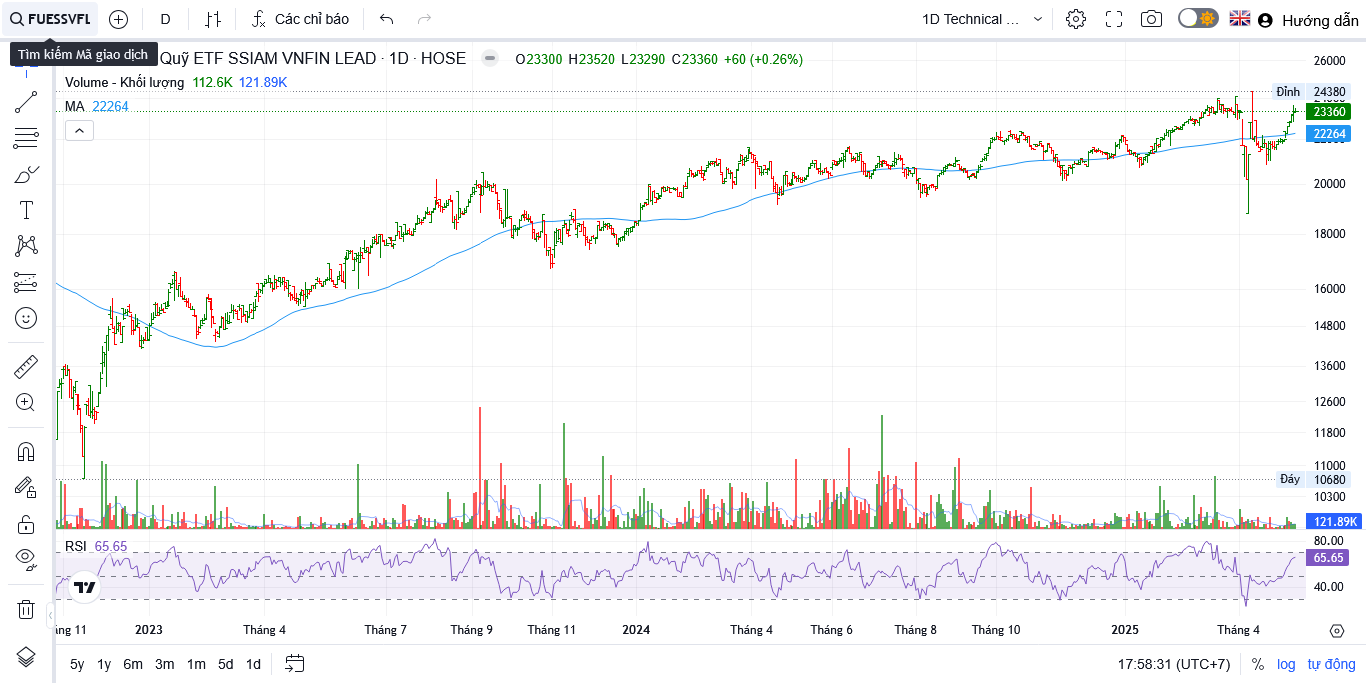 FUESSVFL
D
Các chỉ báo
1D Technical ...
Hướng dẫn
Tìm kiếm Mã giao dịch
Quỹ ETF SSIAM VNFIN LEAD · 1D · HOSE
O23300 H23520 L23290 C23360 +60 (+0.26%)
Volume - Khối lượng 112.6K 121.89K
MA 22264
26000
Đỉnh 24380
23360
22264
20000
18000
16000
14800
13600
12600
11800
11000
Đáy 10680
10300
121.89K
RSI 65.65
80.00
65.65
40.00
ng 11 2023 Tháng 4 Tháng 7 Tháng 9 Tháng 11 2024 Tháng 4 Tháng 6 Tháng 8 Tháng 10 2025 Tháng 4
5y 1y 6m 3m 1m 5d 1d
17:58:31 (UTC+7) % log tự động